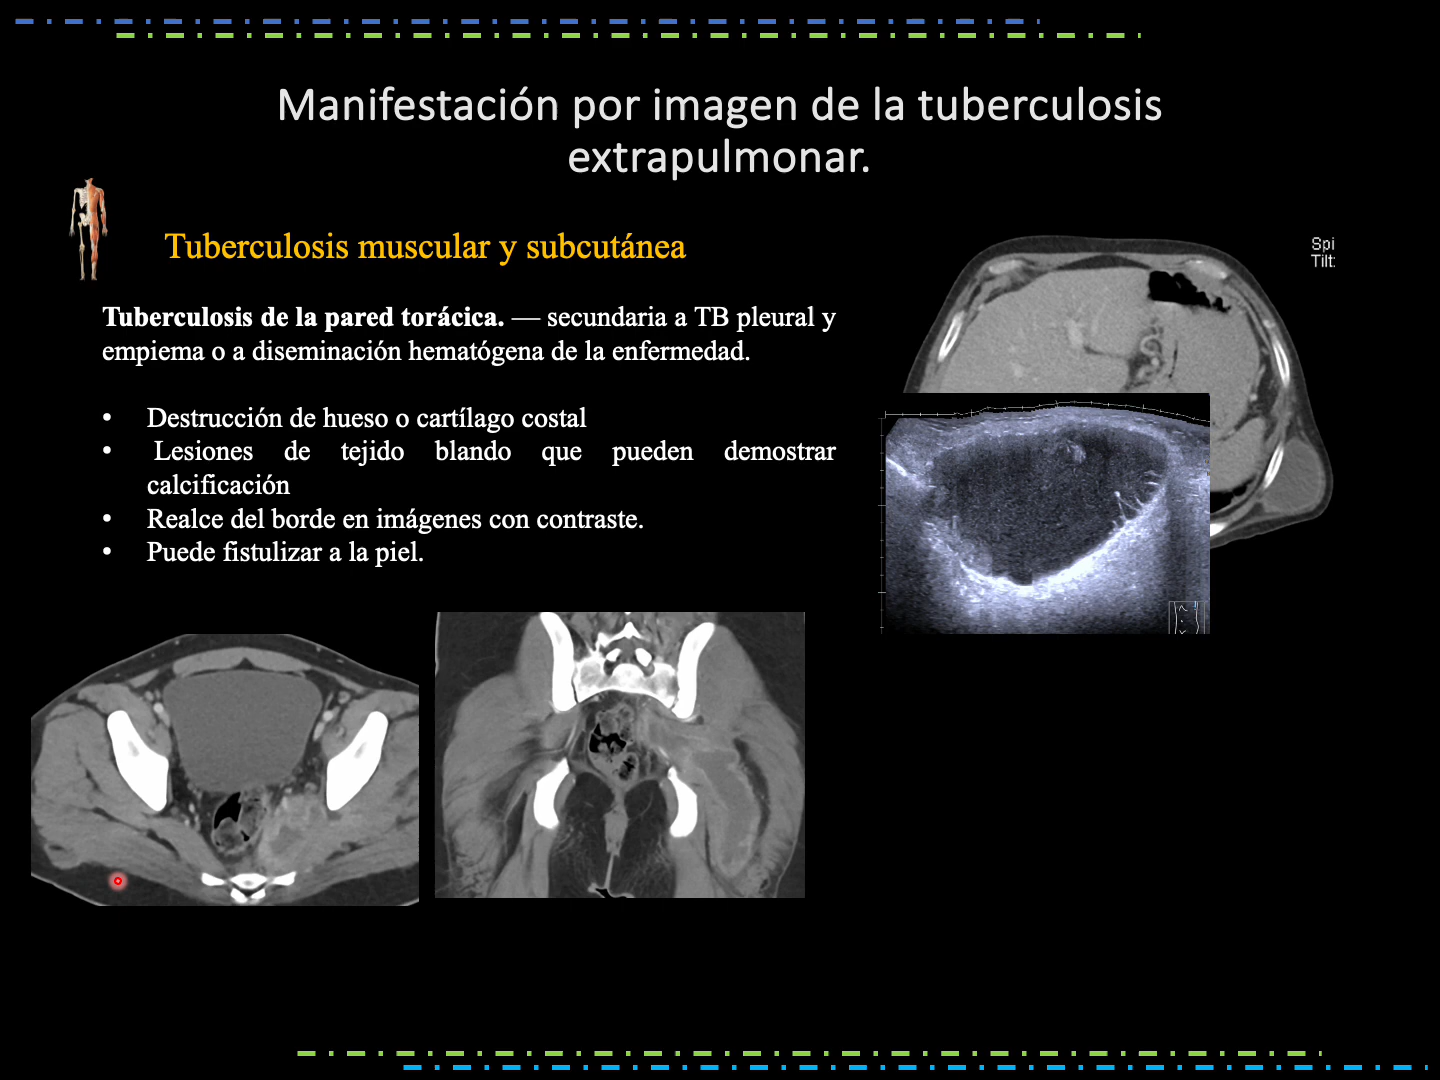 Manifestación por imagen de la tuberculosis
extrapulmonar.
Tuberculosis muscular y subcutánea
Tuberculosis de la pared torácica. — secundaria a TB pleural y
empiema o a diseminación hematógena de la enfermedad.
• Destrucción de hueso o cartílago costal
• Lesiones de tejido blando que pueden demostrar
calcificación
• Realce del borde en imágenes con contraste.
• Puede fistulizar a la piel.
Spi
Tilt: